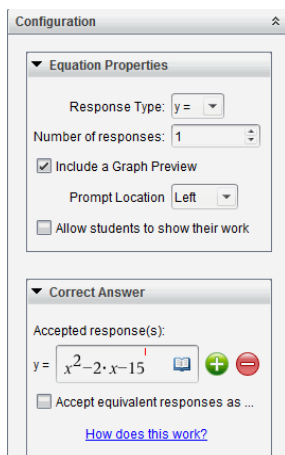 Configuration
Equation Properties
Response Type: y =
Number of responses: 1
Include a Graph Preview
Prompt Location Left
Allow students to show their work
Correct Answer
Accepted response(s):
y = x²−2·x−15
Accept equivalent responses as ...
How does this work?